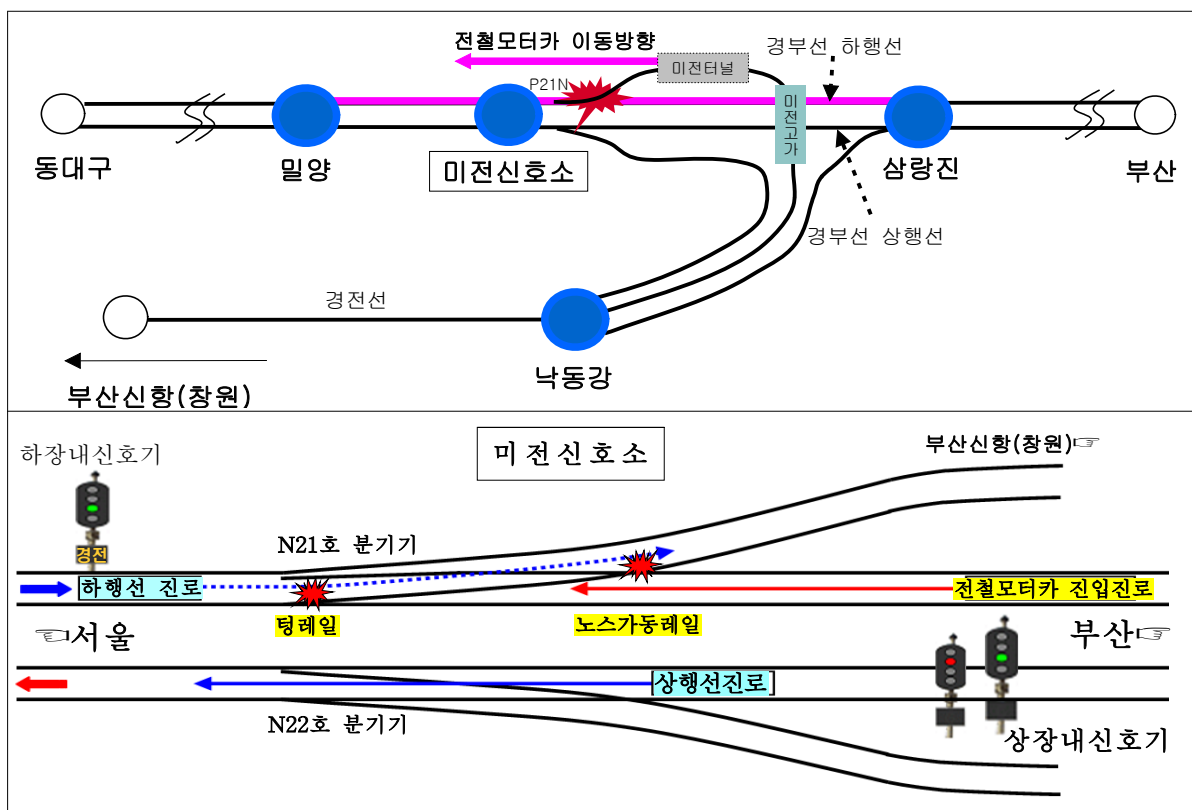 전철모터카 이동방향
경부선 하행선
미전터널
P21N
미전고가
동대구
밀양
미전신호소
삼랑진
부산
경부선 상행선
경전선
낙동강
부산신항(창원)
미전신호소
부산신항(창원)☞
하장내신호기
경전
N21호 분기기
하행선 진로
전철모터카 진입진로
텅레일
노스가동레일
☜서울
부산☞
상행선진로
N22호 분기기
상장내신호기